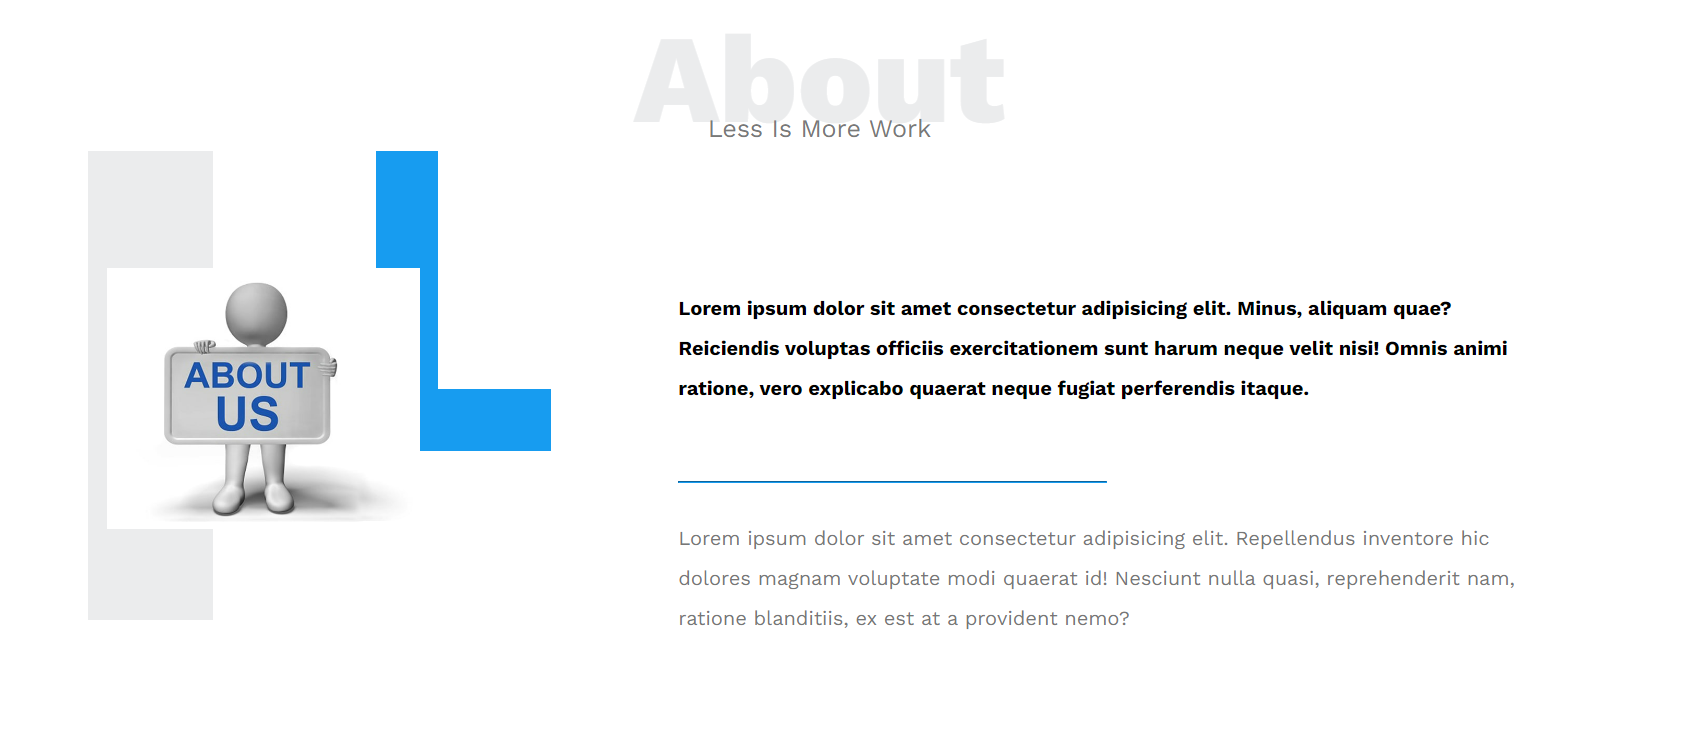 About
Less Is More Work
ABOUT
US
Lorem ipsum dolor sit amet consectetur adipisicing elit. Minus, aliquam quae?
Reiciendis voluptas officiis exercitationem sunt harum neque velit nisi! Omnis animi
ratione, vero explicabo quaerat neque fugiat perferendis itaque.
Lorem ipsum dolor sit amet consectetur adipisicing elit. Repellendus inventore hic
dolores magnam voluptate modi quaerat id! Nesciunt nulla quasi, reprehenderit nam,
ratione blanditiis, ex est at a provident nemo?